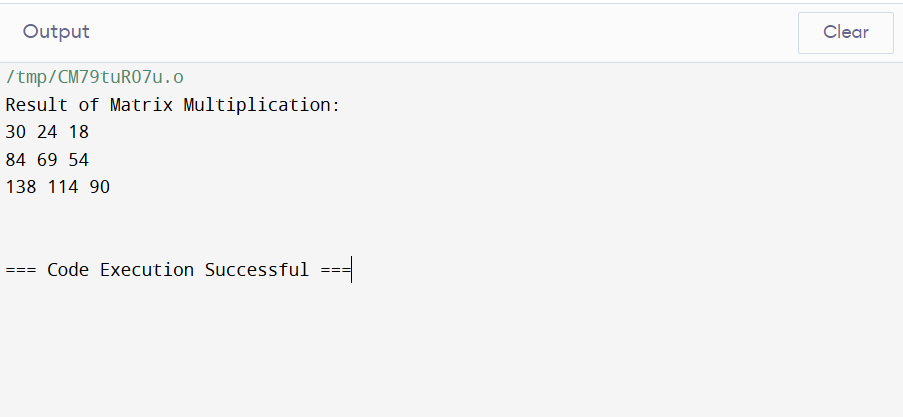 Output
Clear
/tmp/CM79tuRO7u.o
Result of Matrix Multiplication:
30 24 18
84 69 54
138 114 90
=== Code Execution Successful ===